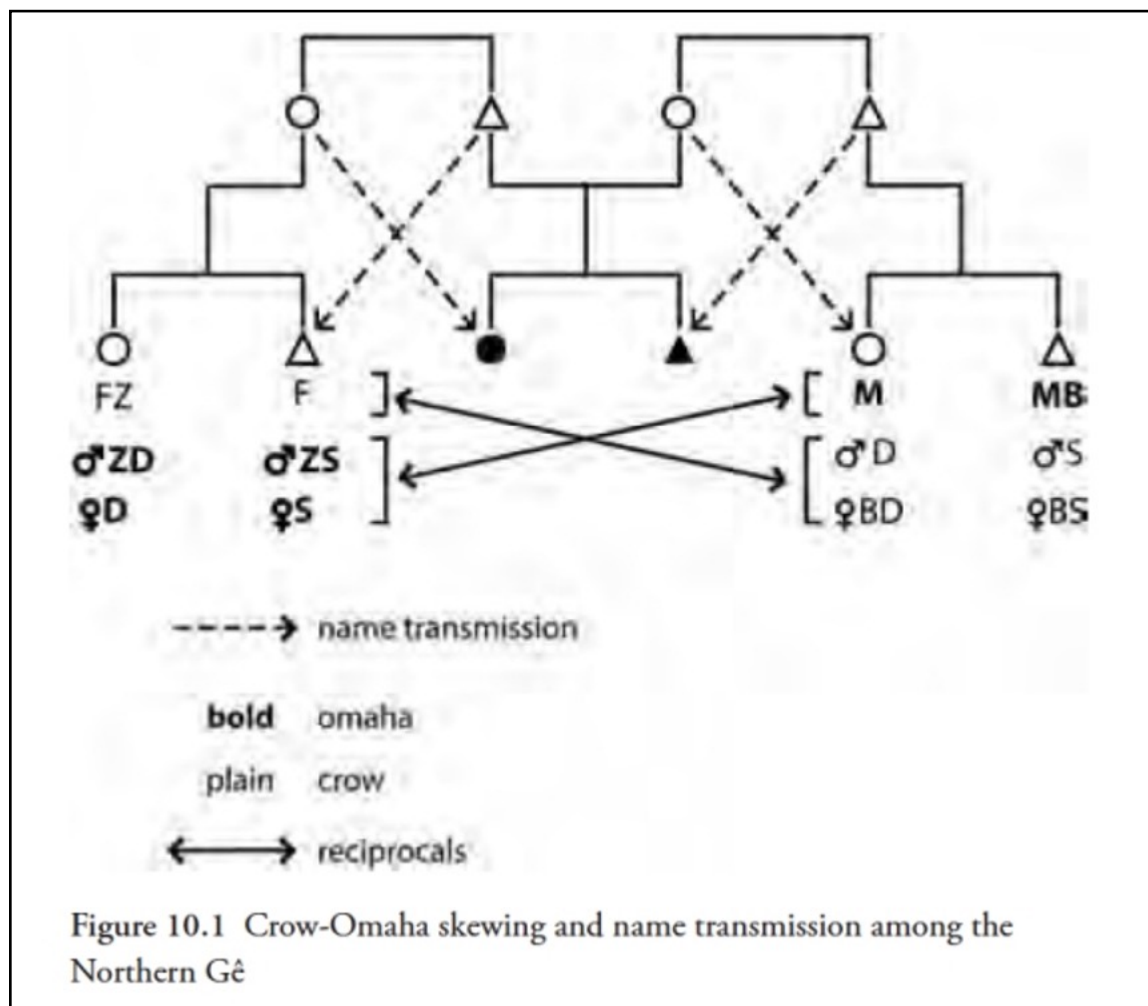 FZ F M MB
♂ZD ♂ZS ♂D ♂S
♀D ♀S ♀BD ♀BS
name transmission
bold omaha
plain crow
reciprocals
Figure 10.1 Crow-Omaha skewing and name transmission among the
Northern Gê